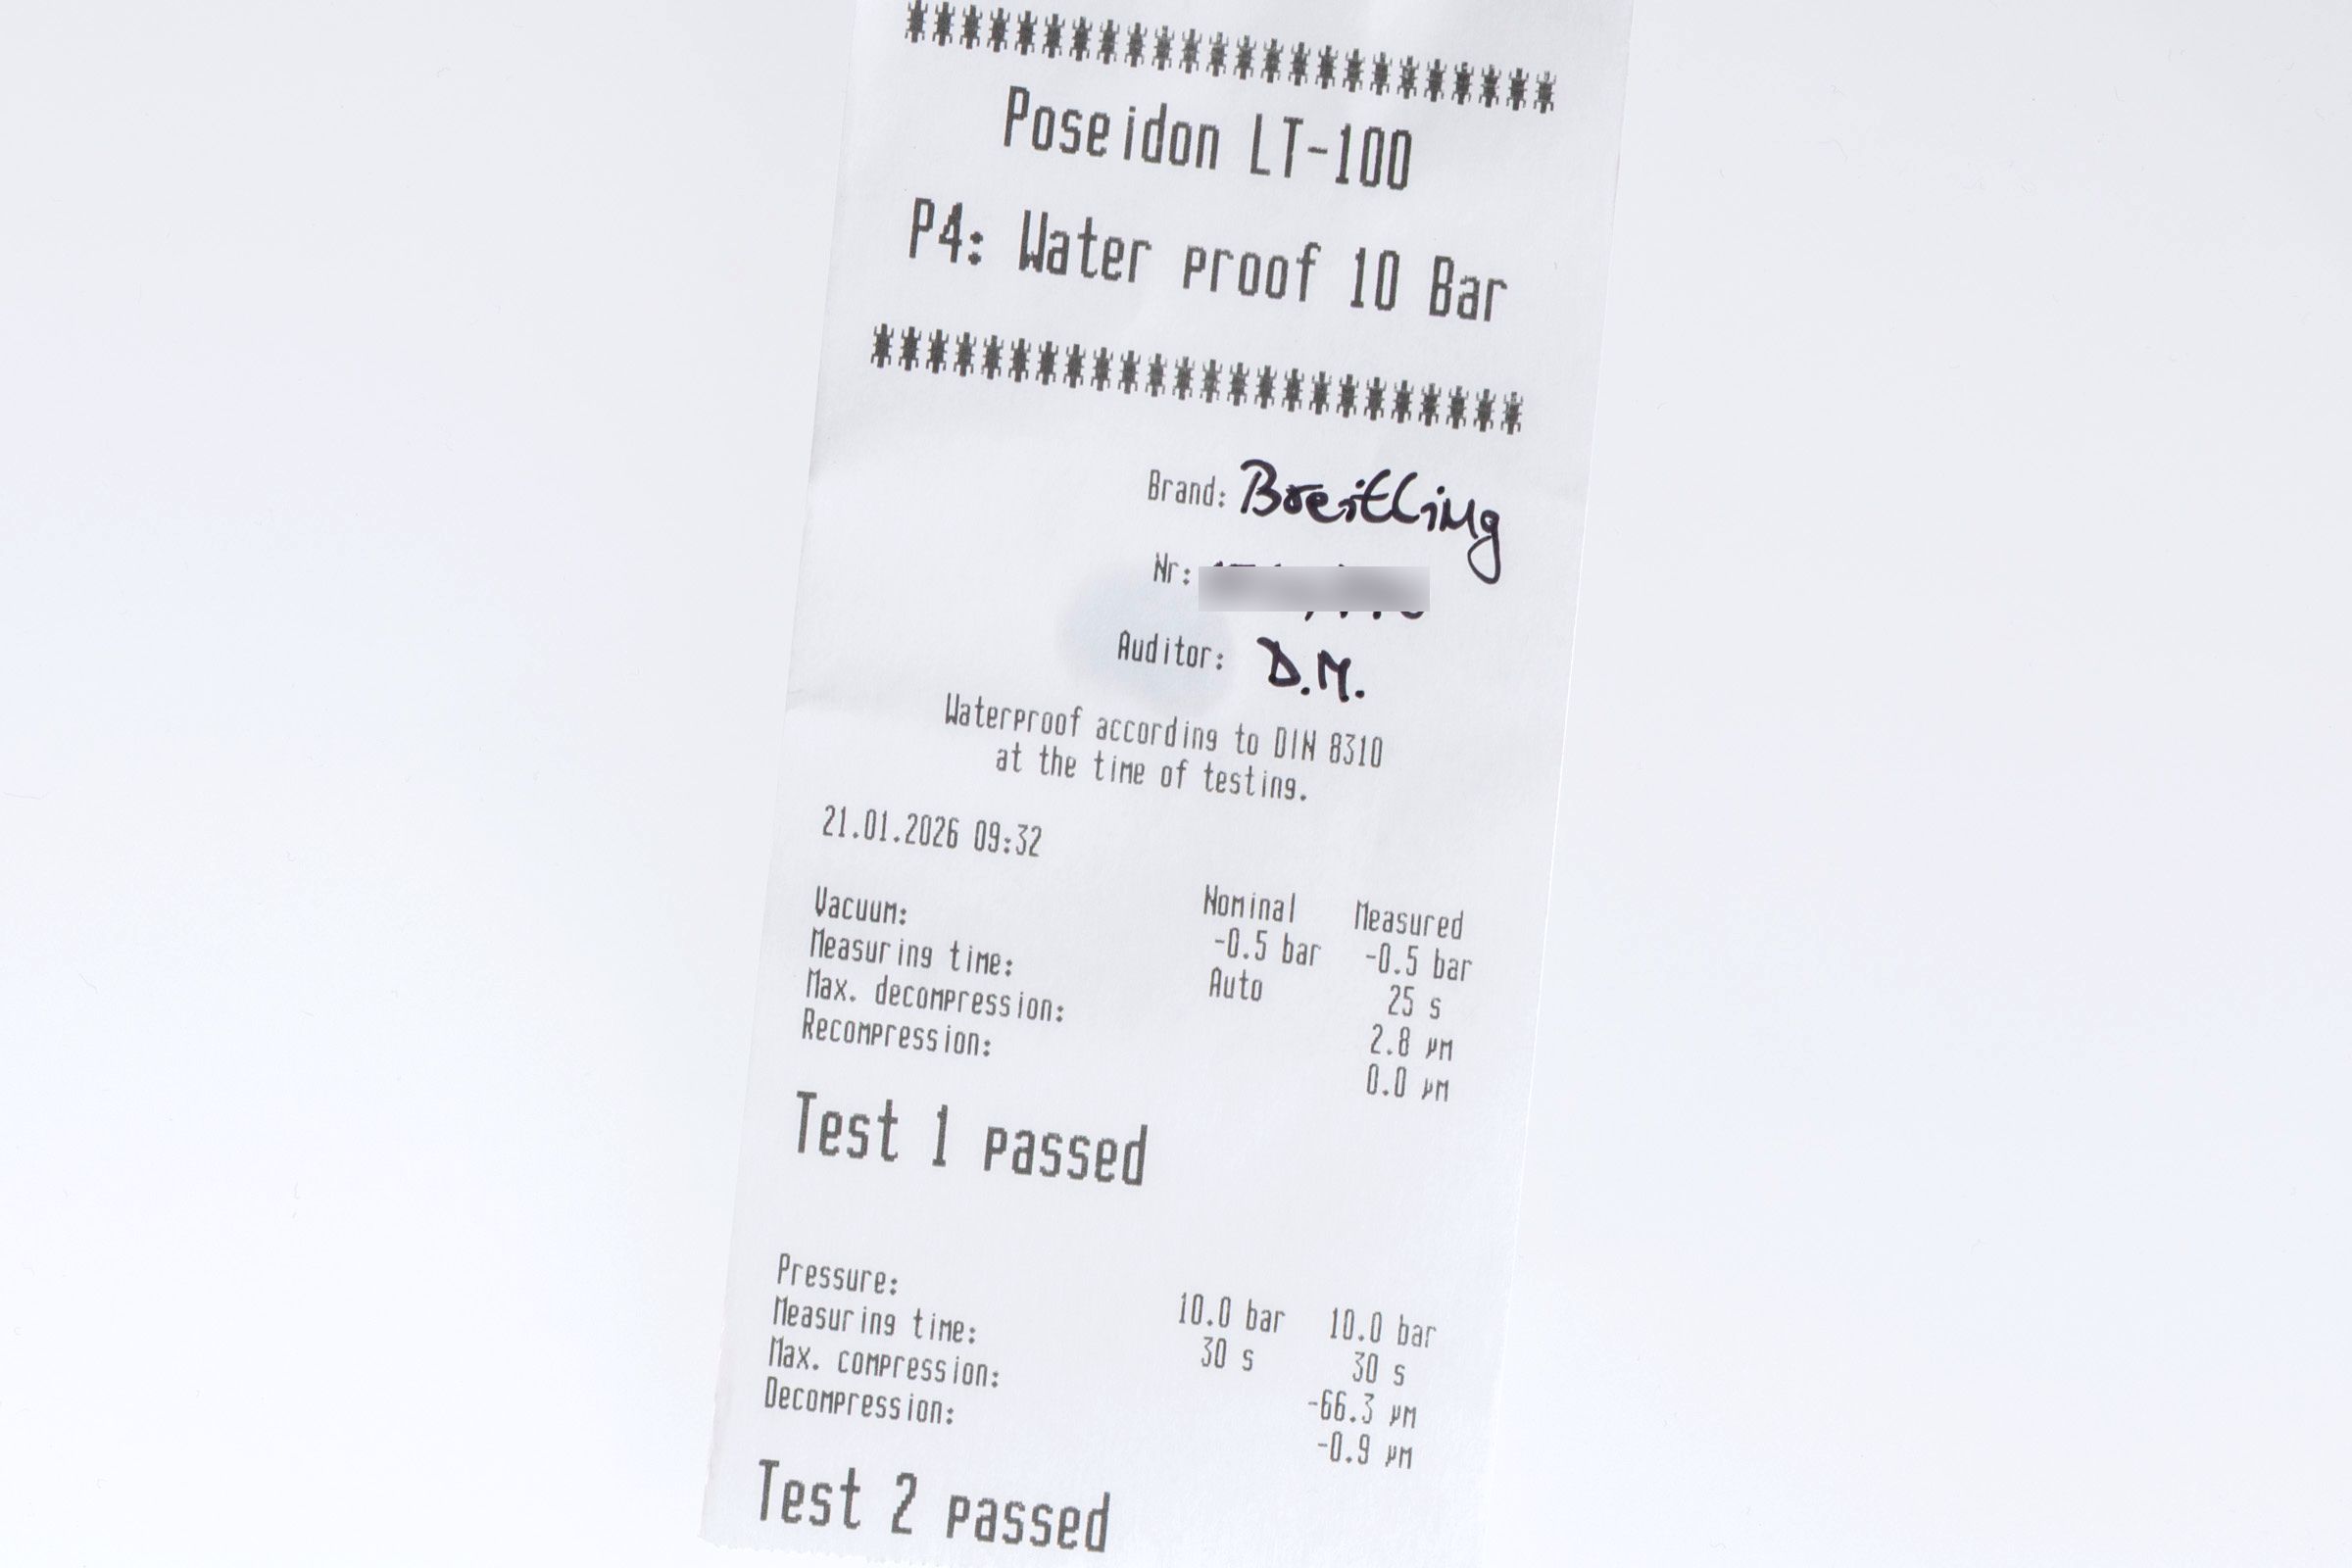 ************************
Poseidon LT-100
P4: Water proof 10 Bar
************************
Brand: Breitling
Nr:
Auditor: D.M.
Waterproof according to DIN 8310
at the time of testing.
21.01.2026 09:32
Nominal Measured
Vacuum: -0.5 bar -0.5 bar
Measuring time: Auto 25 s
Max. decompression: 2.8 µm
Recompression: 0.0 µm
Test 1 passed
Pressure: 10.0 bar 10.0 bar
Measuring time: 30 s 30 s
Max. compression: -66.3 µm
Decompression: -0.9 µm
Test 2 passed